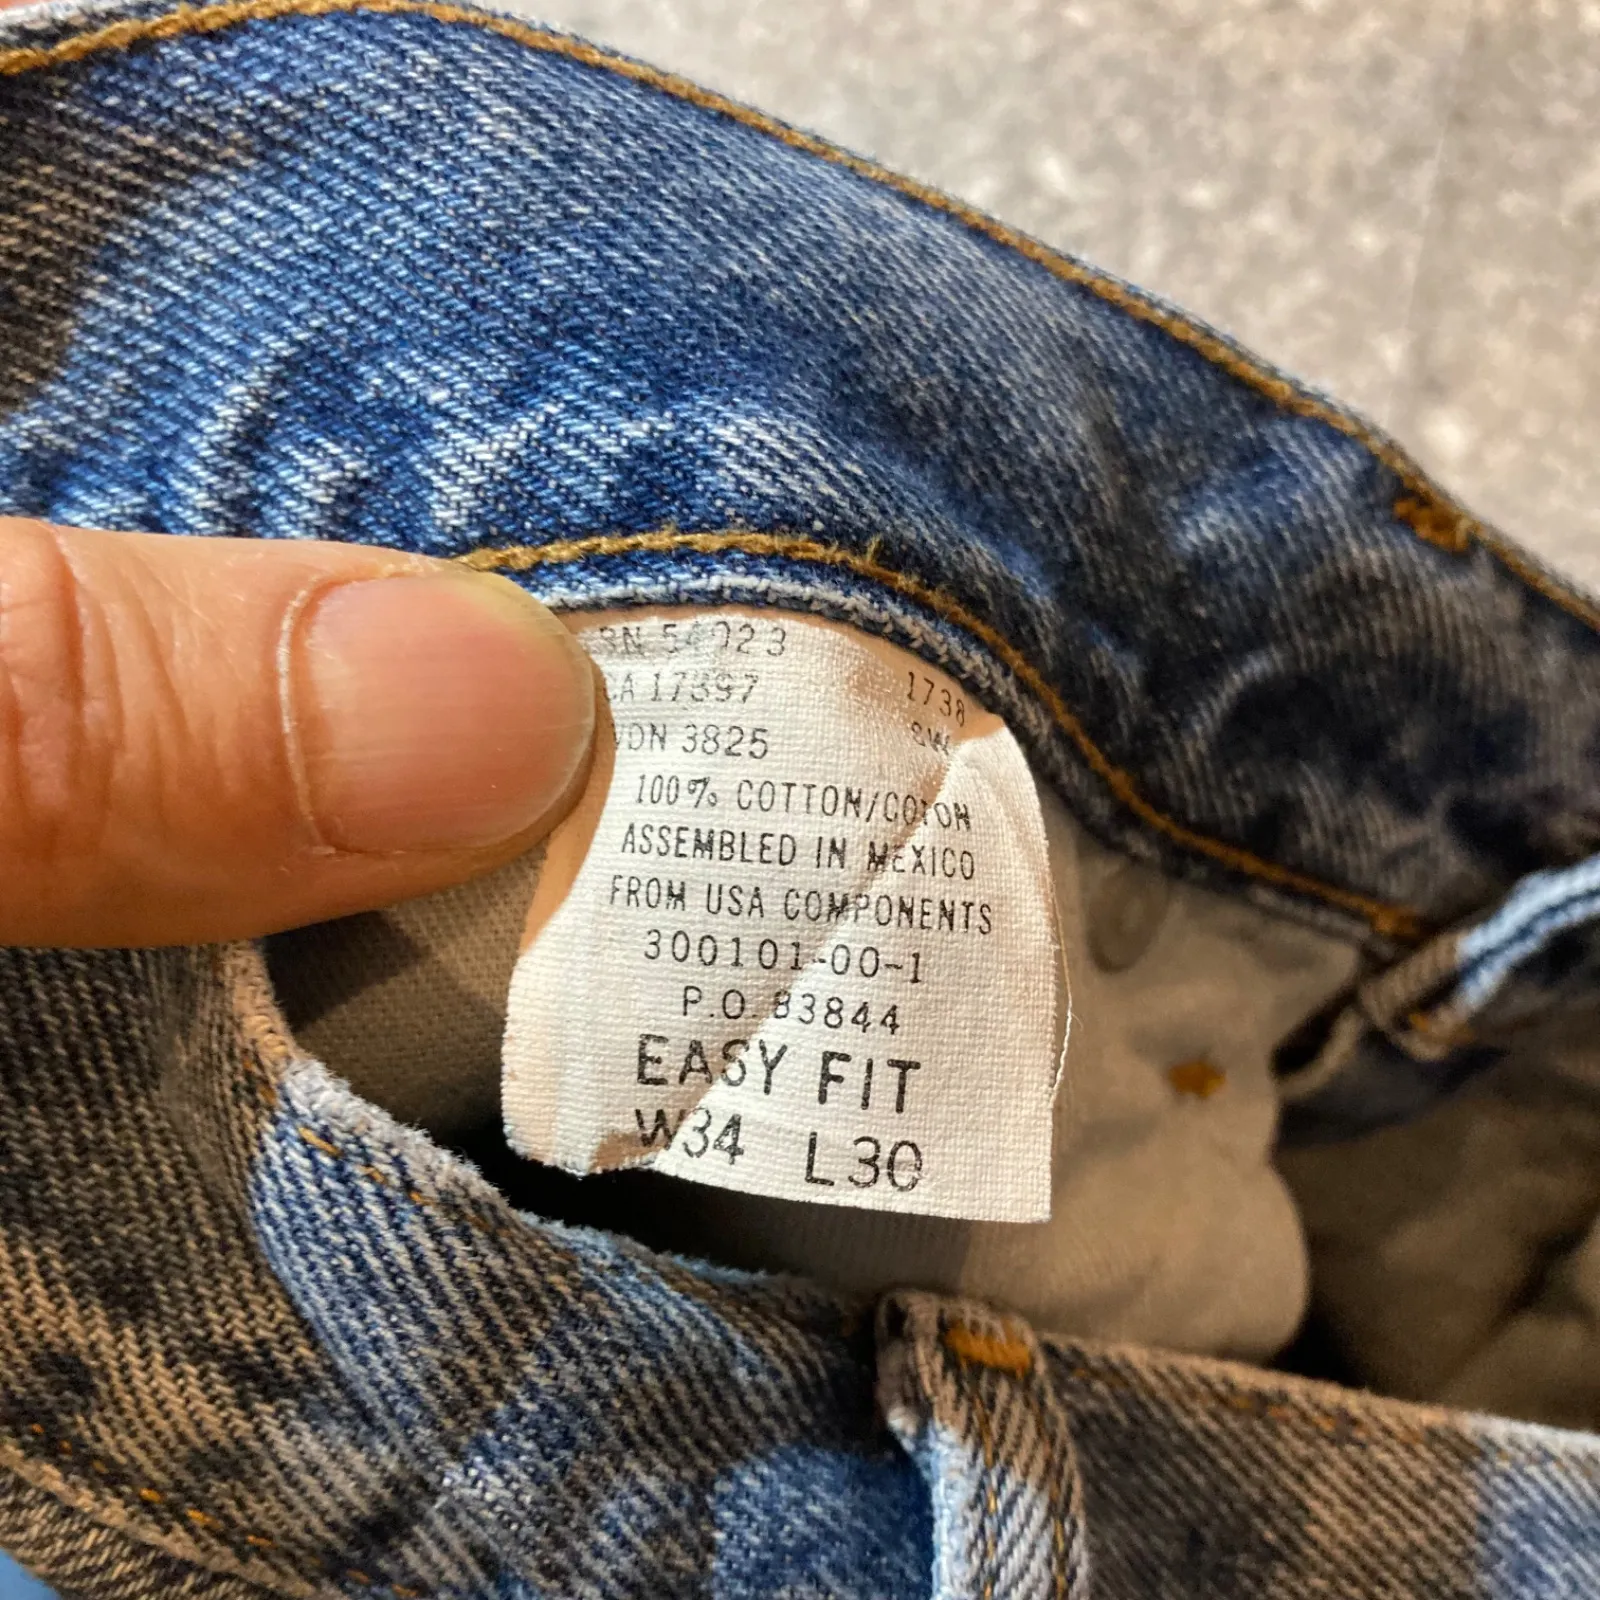 RN 54023 1738
CA 17397
WDN 3825
100% COTTON/COTON
ASSEMBLED IN MEXICO
FROM USA COMPONENTS
300101-00-1
P.O. 83844
EASY FIT
W34 L30